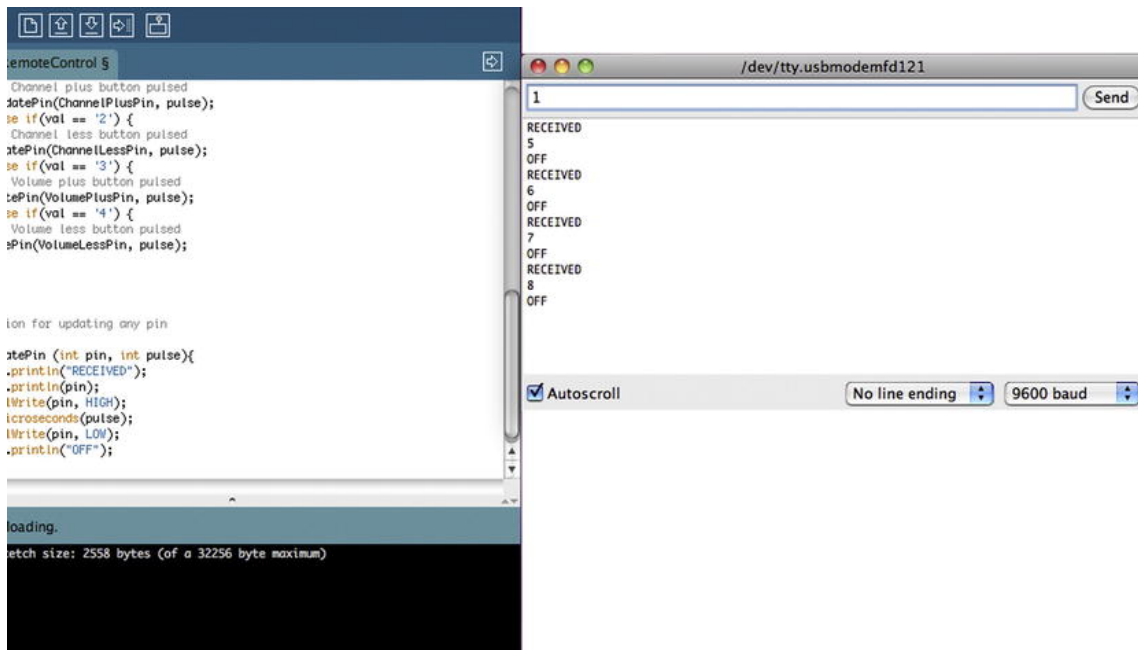 emoteControl §
Channel plus button pulsed
datePin(ChannelPlusPin, pulse);
se if(val == '2') {
Channel less button pulsed
atePin(ChannelLessPin, pulse);
se if(val == '3') {
Volume plus button pulsed
tePin(VolumePlusPin, pulse);
se if(val == '4') {
Volume less button pulsed
ePin(VolumeLessPin, pulse);
ion for updating any pin
atePin (int pin, int pulse){
.println("RECEIVED");
.println(pin);
lWrite(pin, HIGH);
icroseconds(pulse);
lWrite(pin, LOW);
.println("OFF");
loading.
etch size: 2558 bytes (of a 32256 byte maximum)
/dev/tty.usbmodemfd121
1
Send
RECEIVED
5
OFF
RECEIVED
6
OFF
RECEIVED
7
OFF
RECEIVED
8
OFF
Autoscroll
No line ending
9600 baud